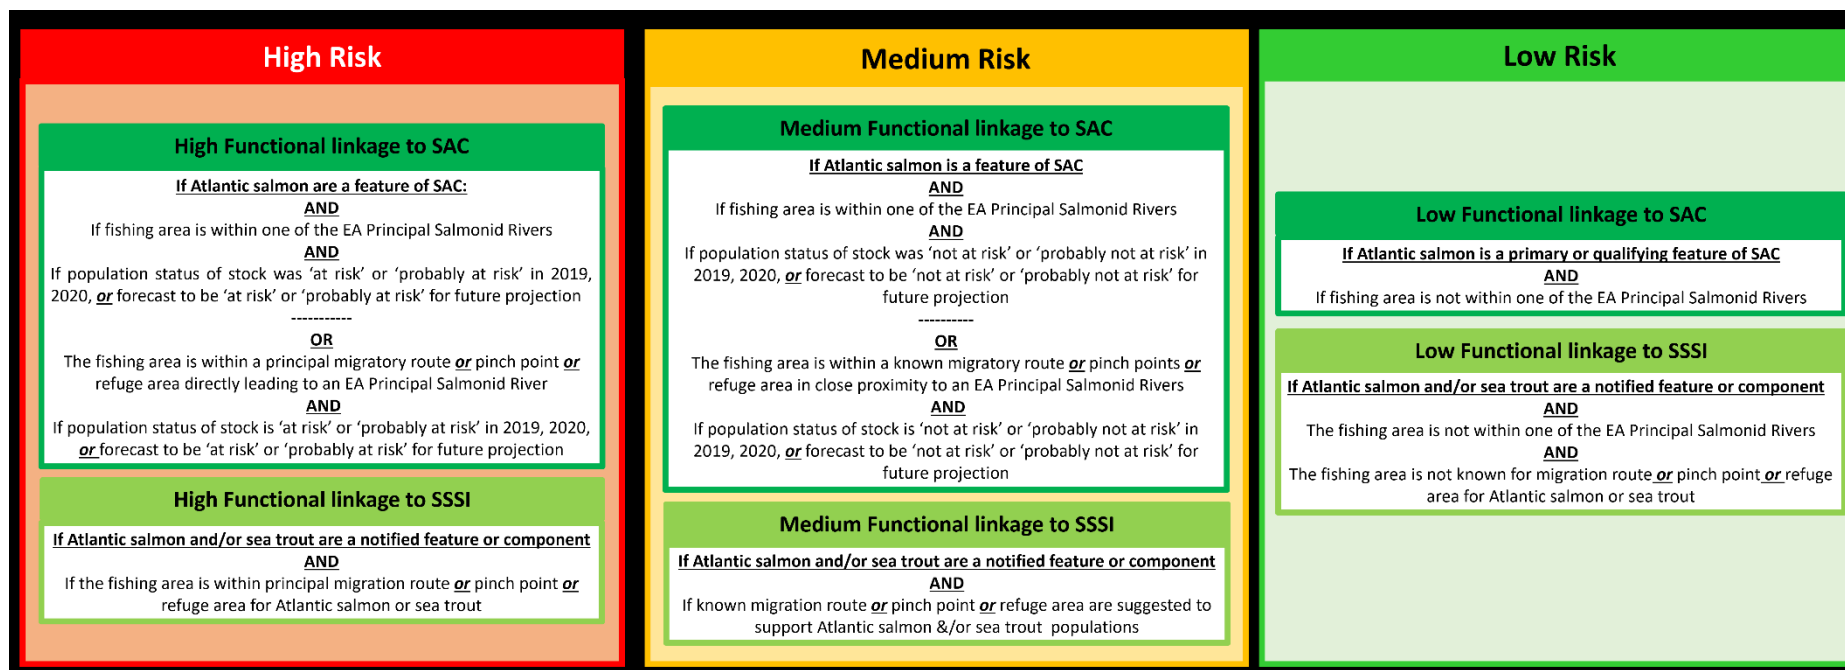 High Risk
High Functional linkage to SAC
If Atlantic salmon are a feature of SAC:
AND
If fishing area is within one of the EA Principal Salmonid Rivers
AND
If population status of stock was ‘at risk’ or ‘probably at risk’ in 2019,
2020, or forecast to be ‘at risk’ or ‘probably at risk’ for future projection
-----------
OR
The fishing area is within a principal migratory route or pinch point or
refuge area directly leading to an EA Principal Salmonid River
AND
If population status of stock is ‘at risk’ or ‘probably at risk’ in 2019, 2020,
or forecast to be ‘at risk’ or ‘probably at risk’ for future projection
High Functional linkage to SSSI
If Atlantic salmon and/or sea trout are a notified feature or component
AND
If the fishing area is within principal migration route or pinch point or
refuge area for Atlantic salmon or sea trout
Medium Risk
Medium Functional linkage to SAC
If Atlantic salmon is a feature of SAC
AND
If fishing area is within one of the EA Principal Salmonid Rivers
AND
If population status of stock was ‘not at risk’ or ‘probably not at risk’ in
2019, 2020, or forecast to be ‘not at risk’ or ‘probably not at risk’ for
future projection
----------
OR
The fishing area is within a known migratory route or pinch points or
refuge area in close proximity to an EA Principal Salmonid Rivers
AND
If population status of stock is ‘not at risk’ or ‘probably not at risk’ in
2019, 2020, or forecast to be ‘not at risk’ or ‘probably not at risk’ for
future projection
Medium Functional linkage to SSSI
If Atlantic salmon and/or sea trout are a notified feature or component
AND
If known migration route or pinch point or refuge area are suggested to
support Atlantic salmon &/or sea trout populations
Low Risk
Low Functional linkage to SAC
If Atlantic salmon is a primary or qualifying feature of SAC
AND
If fishing area is not within one of the EA Principal Salmonid Rivers
Low Functional linkage to SSSI
If Atlantic salmon and/or sea trout are a notified feature or component
AND
The fishing area is not within one of the EA Principal Salmonid Rivers
AND
The fishing area is not known for migration route or pinch point or refuge
area for Atlantic salmon or sea trout